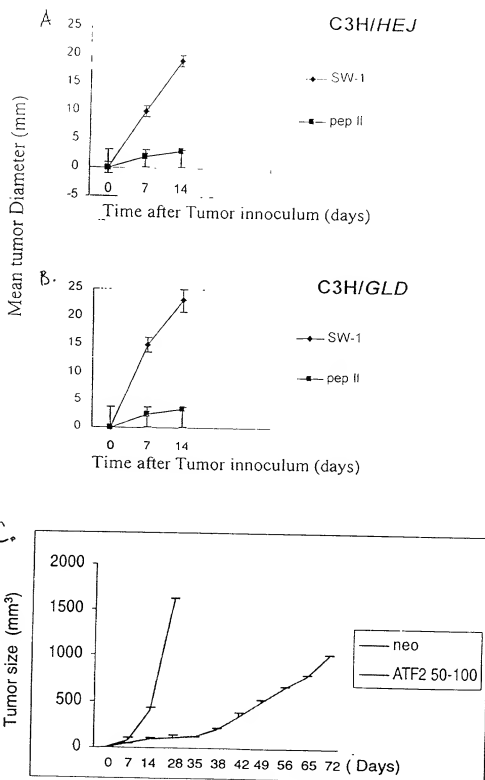 A
C3H/HEJ
25
20
15
10
5
0
-5
SW-1
pep II
0 7 14
Time after Tumor innoculum (days)
Mean tumor Diameter (mm)
B.
C3H/GLD
25
20
15
10
5
0
SW-1
pep II
0 7 14
Time after Tumor innoculum (days)
C.
2000
1500
1000
500
0
Tumor size (mm³)
neo
ATF2 50-100
0 7 14 28 35 38 42 49 56 65 72 (Days)